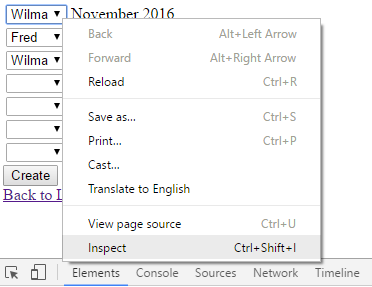 Wilma November 2016
Fred
Wilma
Back Alt+Left Arrow
Forward Alt+Right Arrow
Reload Ctrl+R
Save as... Ctrl+S
Print... Ctrl+P
Cast...
Translate to English
View page source Ctrl+U
Inspect Ctrl+Shift+I
Create
Back to
Elements Console Sources Network Timeline